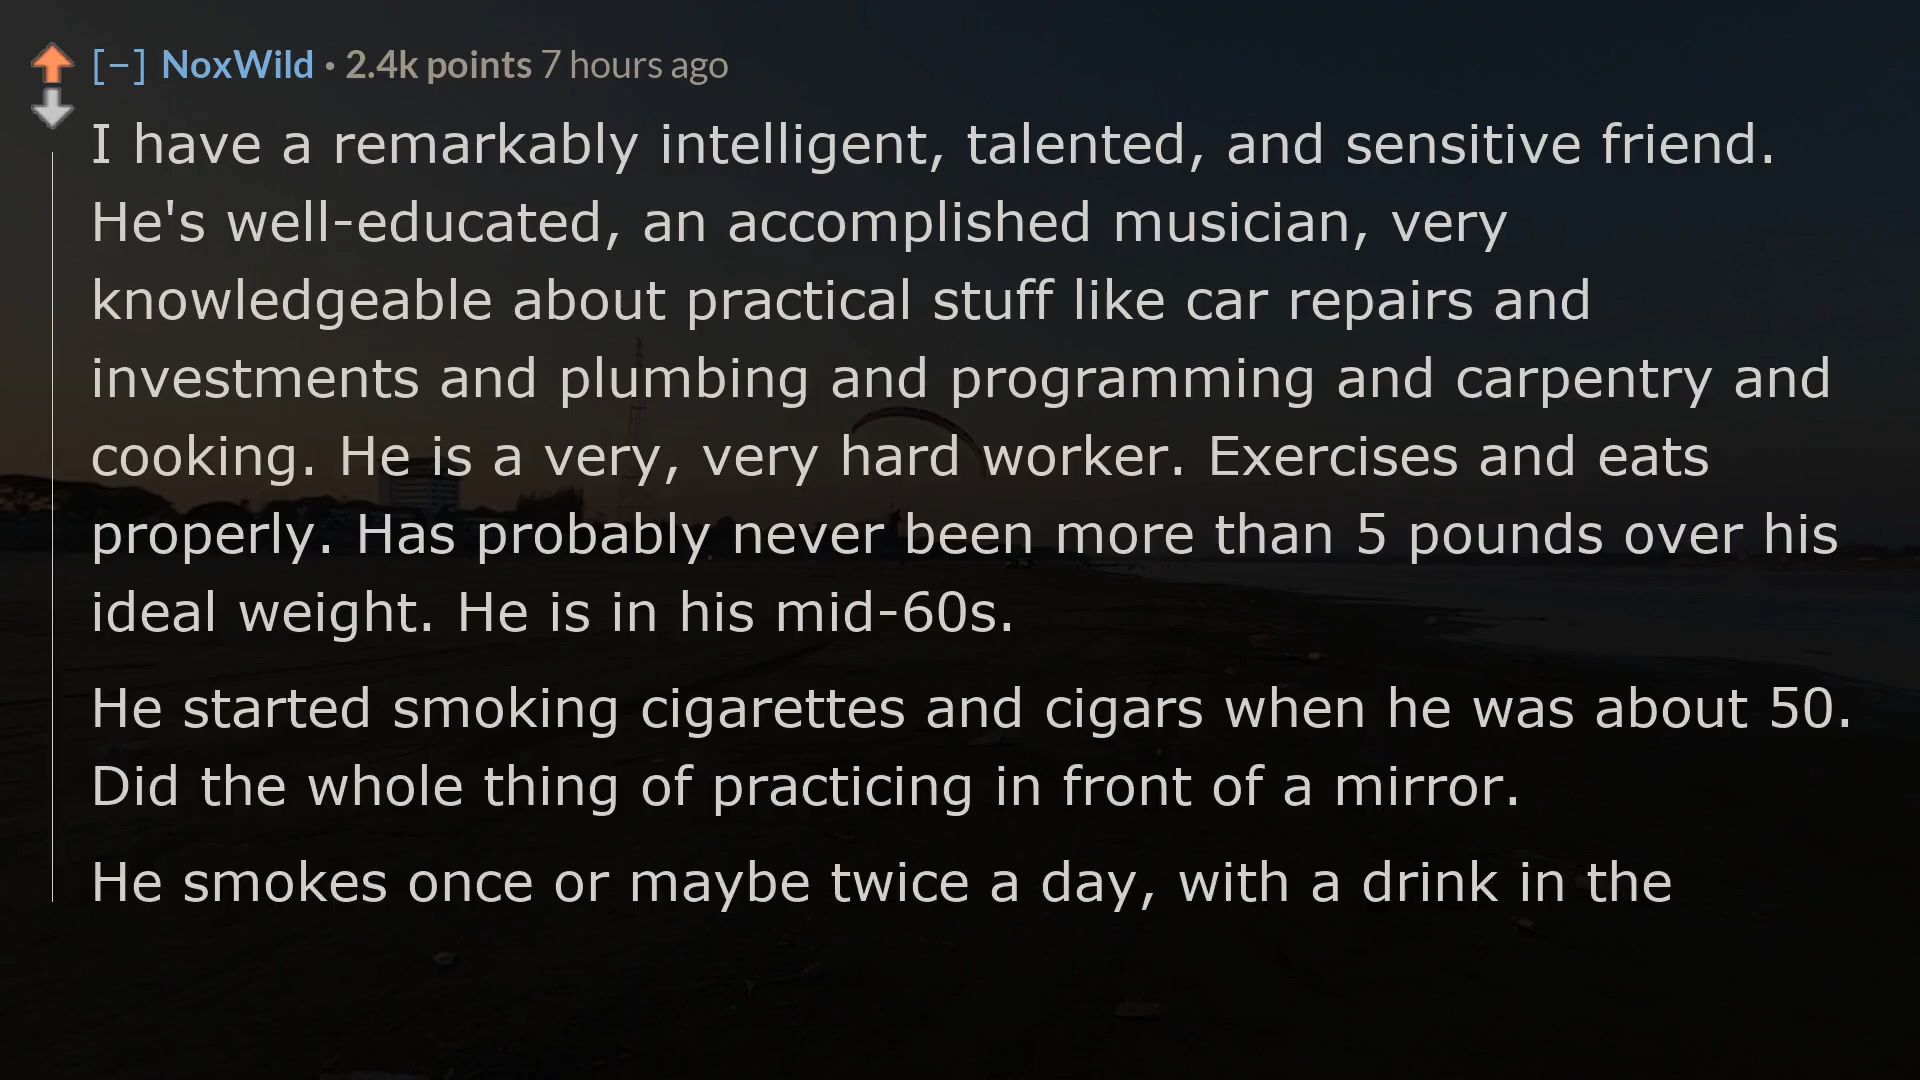 [−] NoxWild • 2.4k points 7 hours ago
I have a remarkably intelligent, talented, and sensitive friend.
He's well-educated, an accomplished musician, very
knowledgeable about practical stuff like car repairs and
investments and plumbing and programming and carpentry and
cooking. He is a very, very hard worker. Exercises and eats
properly. Has probably never been more than 5 pounds over his
ideal weight. He is in his mid-60s.
He started smoking cigarettes and cigars when he was about 50.
Did the whole thing of practicing in front of a mirror.
He smokes once or maybe twice a day, with a drink in the